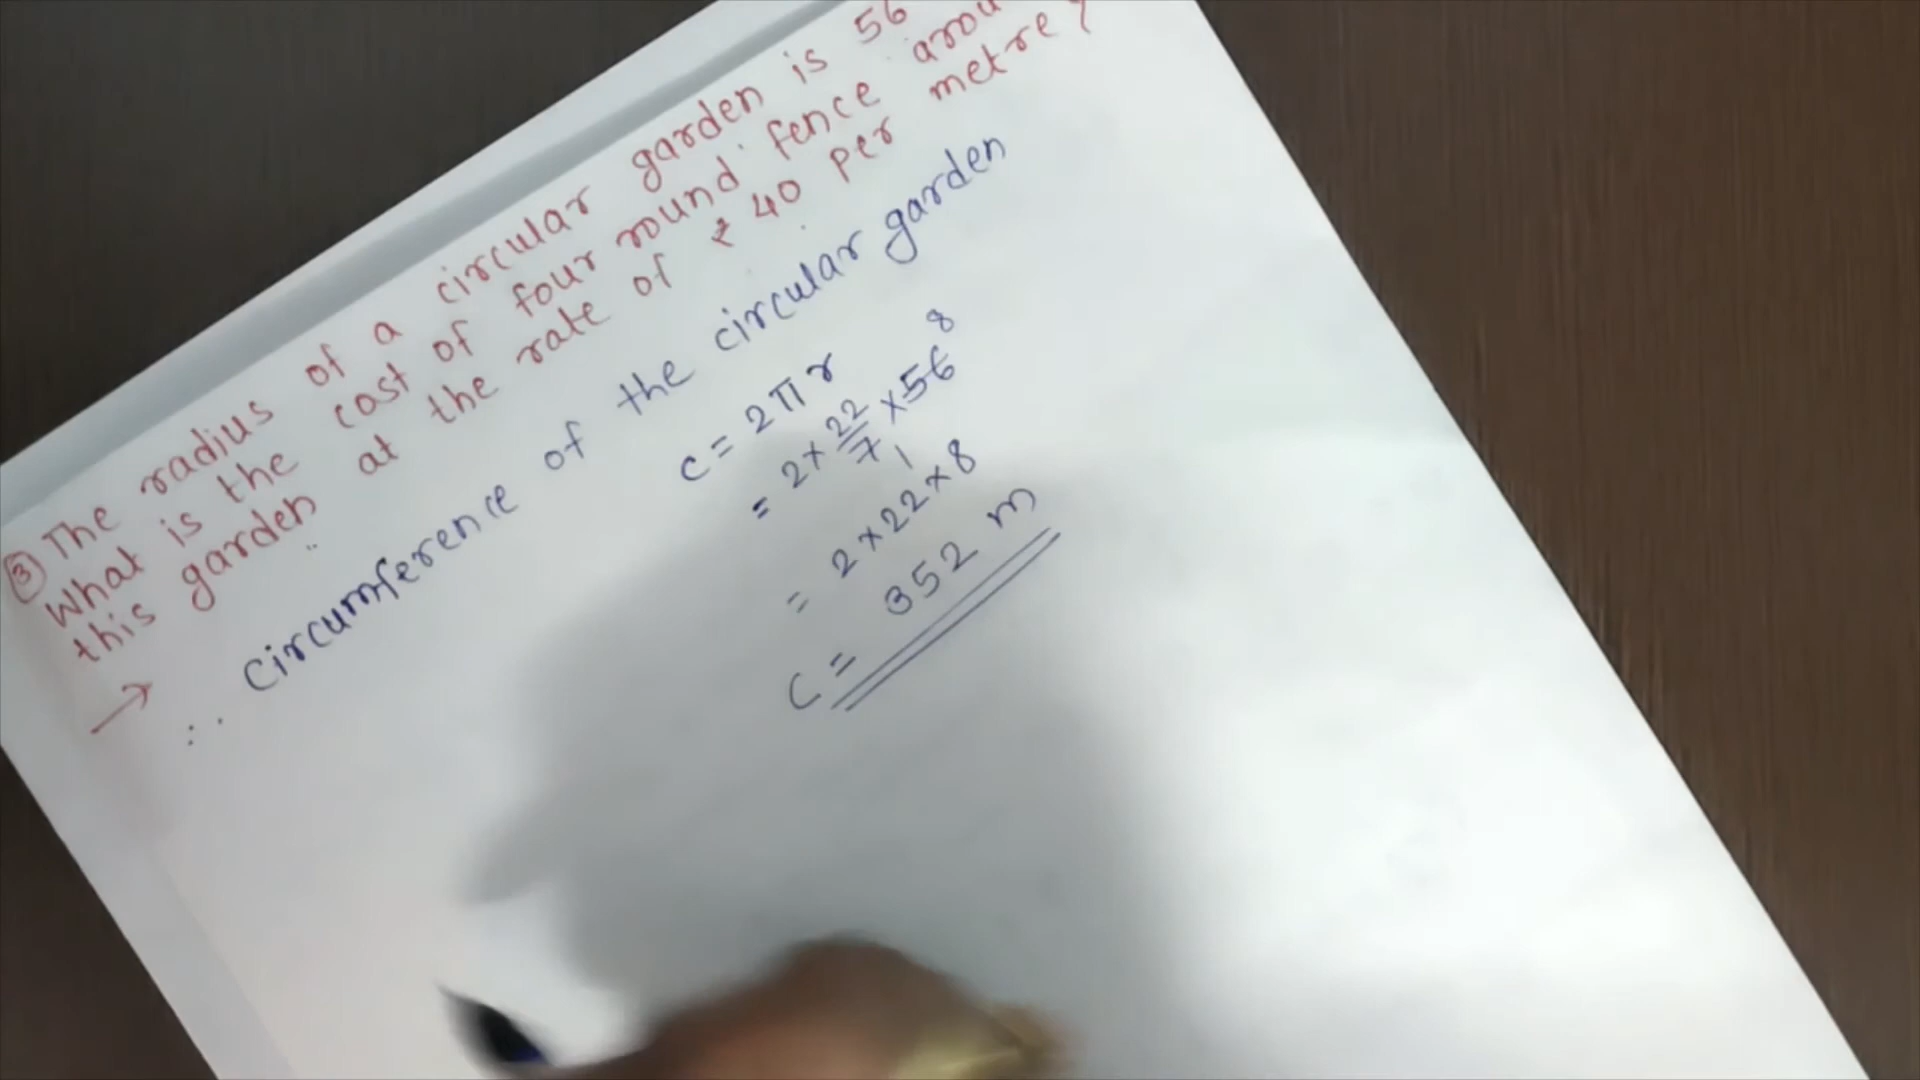 ③ The radius of a circular garden is 56
What is the cost of four round fence arou
this garden at the rate of ₹ 40 per metre?
→
∴ Circumference of the circular garden
c = 2πr
= 2 × 22/7 × 56 8
1
= 2 × 22 × 8
C = 352 m